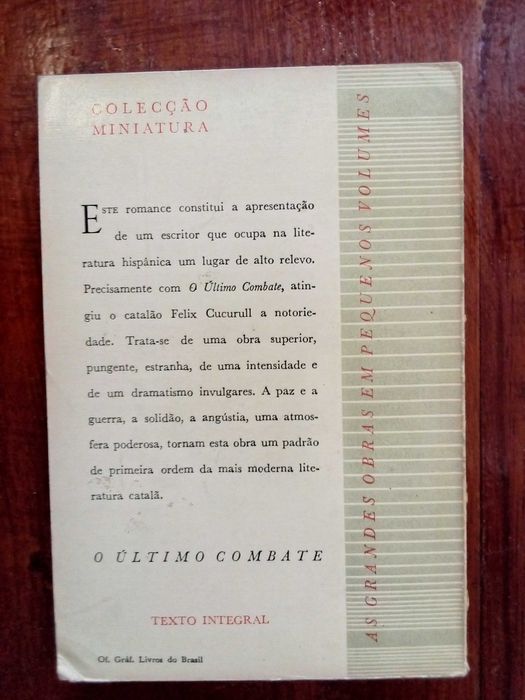 COLECÇÃO
MINIATURA
ESTE romance constitui a apresentação
de um escritor que ocupa na lite-
ratura hispânica um lugar de alto relevo.
Precisamente com O Último Combate, atin-
giu o catalão Felix Cucurull a notorie-
dade. Trata-se de uma obra superior,
pungente, estranha, de uma intensidade e
de um dramatismo invulgares. A paz e a
guerra, a solidão, a angústia, uma atmos-
fera poderosa, tornam esta obra um padrão
de primeira ordem da mais moderna lite-
ratura catalã.
O ÚLTIMO COMBATE
TEXTO INTEGRAL
Of. Gráf. Livros do Brasil
AS GRANDES OBRAS EM PEQUENOS VOLUMES